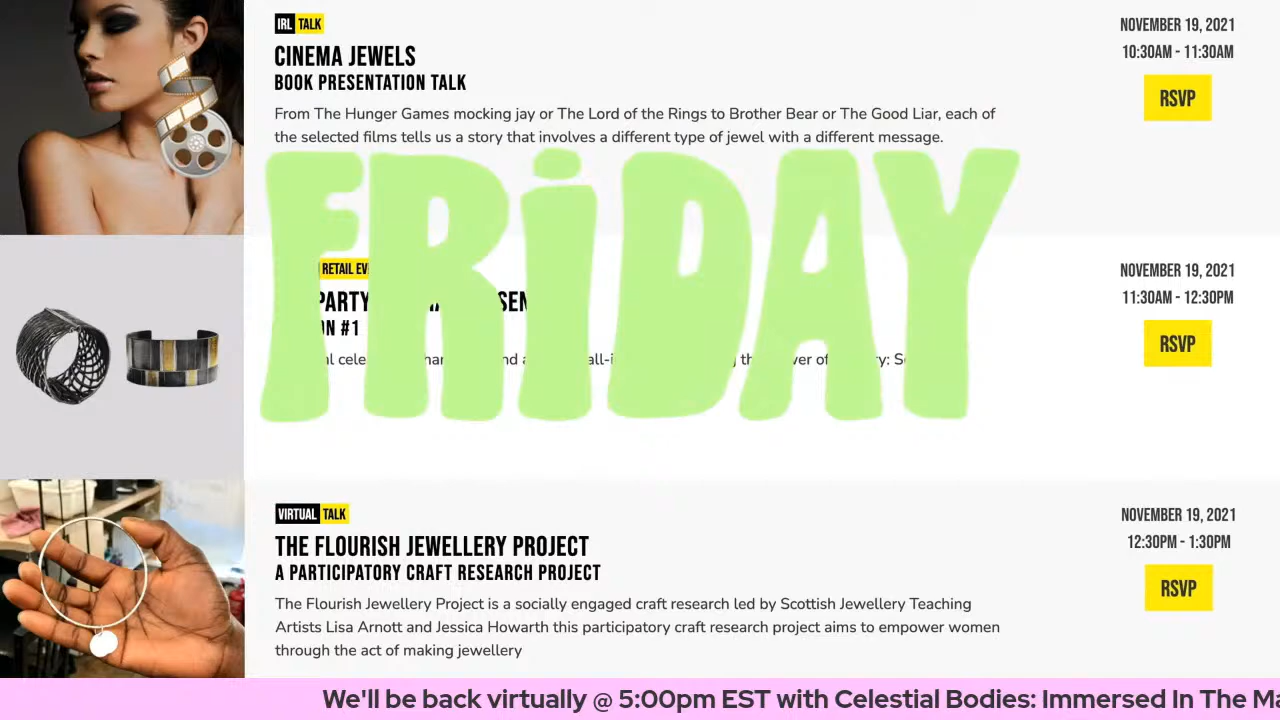 IRL TALK
CINEMA JEWELS
BOOK PRESENTATION TALK
From The Hunger Games mocking jay or The Lord of the Rings to Brother Bear or The Good Liar, each of
the selected films tells us a story that involves a different type of jewel with a different message.
NOVEMBER 19, 2021
10:30AM - 11:30AM
RSVP
FRiDAY
RETAIL
PARTY
#1
NOVEMBER 19, 2021
11:30AM - 12:30PM
RSVP
VIRTUAL TALK
THE FLOURISH JEWELLERY PROJECT
A PARTICIPATORY CRAFT RESEARCH PROJECT
The Flourish Jewellery Project is a socially engaged craft research led by Scottish Jewellery Teaching
Artists Lisa Arnott and Jessica Howarth this participatory craft research project aims to empower women
through the act of making jewellery
NOVEMBER 19, 2021
12:30PM - 1:30PM
RSVP
We'll be back virtually @ 5:00pm EST with Celestial Bodies: Immersed In The